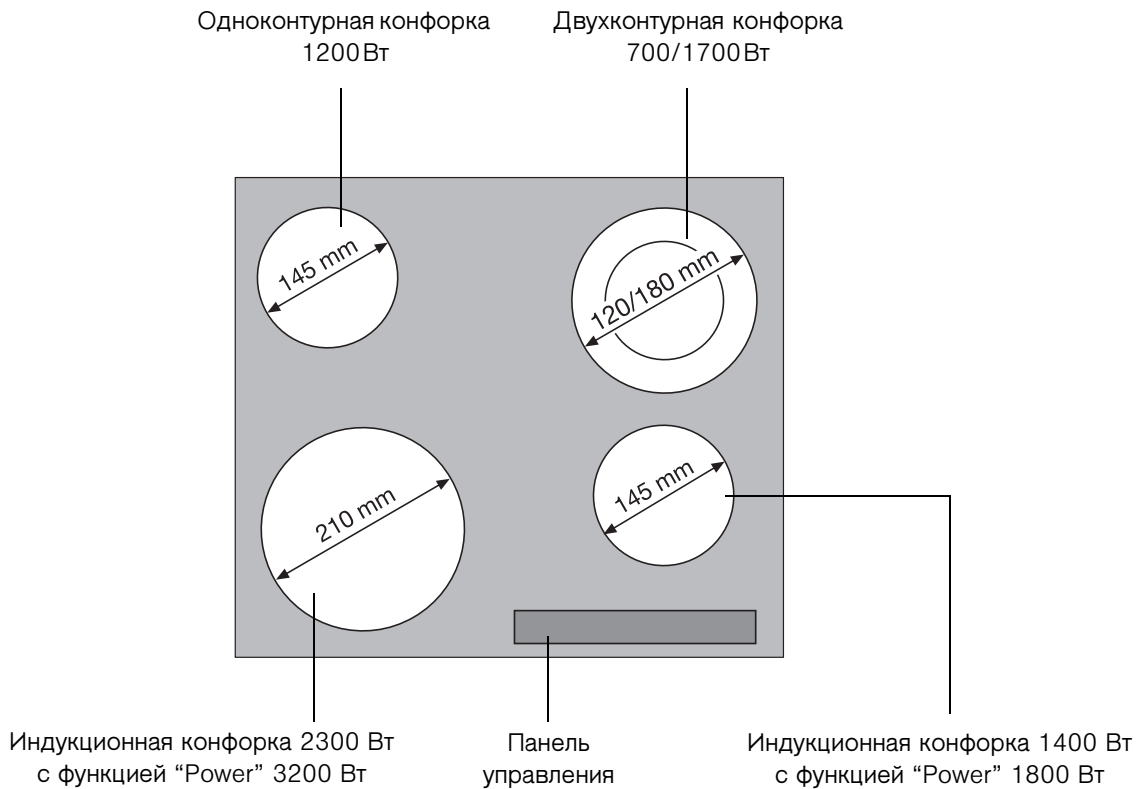 Одноконтурная конфорка
1200 Вт
Двухконтурная конфорка
700/1700 Вт
145 mm
120/180 mm
210 mm
145 mm
Индукционная конфорка 2300 Вт
с функцией “Power” 3200 Вт
Панель
управления
Индукционная конфорка 1400 Вт
с функцией “Power” 1800 Вт